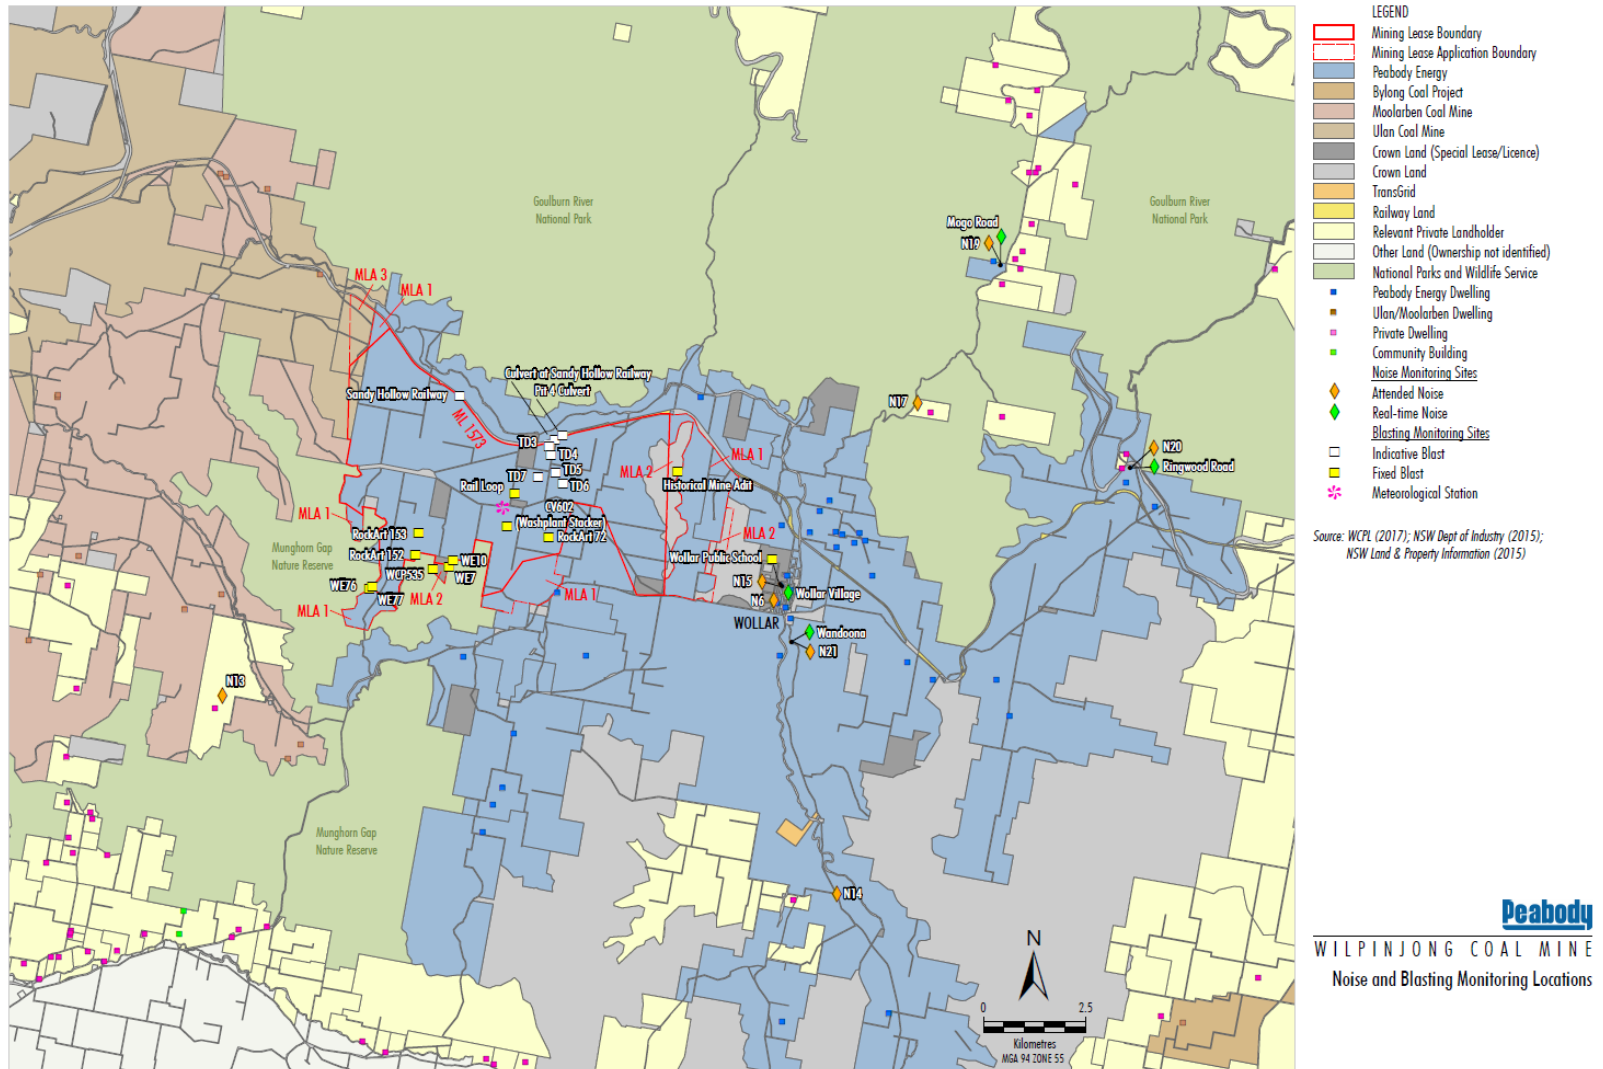 Goulburn River
National Park
Goulburn River
National Park
Mogo Road
N19
MLA 3
MLA 1
Culvert at Sandy Hollow Railway
Pit 4 Culvert
Sandy Hollow Railway
ML 1573
N17
TD3
TD4
TD5
TD7
TD6
MLA 2
MLA 1
Historical Mine Adit
N20
Ringwood Road
Rail Loop
CV602
(Washplant Stacker)
RockArt 72
MLA 1
RockArt 153
MLA 2
Munghorn Gap
Nature Reserve
RockArt 152
WE10
WCP535
WE7
Wollar Public School
WE76
WE77
MLA 2
MLA 1
MLA 1
N15
Wollar Village
N6
WOLLAR
Wandoona
N21
N13
Munghorn Gap
Nature Reserve
N14
N
0 2.5
Kilometres
MGA 94 ZONE 55
LEGEND
Mining Lease Boundary
Mining Lease Application Boundary
Peabody Energy
Bylong Coal Project
Moolarben Coal Mine
Ulan Coal Mine
Crown Land (Special Lease/Licence)
Crown Land
TransGrid
Railway Land
Relevant Private Landholder
Other Land (Ownership not identified)
National Parks and Wildlife Service
Peabody Energy Dwelling
Ulan/Moolarben Dwelling
Private Dwelling
Community Building
Noise Monitoring Sites
Attended Noise
Real-time Noise
Blasting Monitoring Sites
Indicative Blast
Fixed Blast
Meteorological Station
Source: WCPL (2017); NSW Dept of Industry (2015);
NSW Land & Property Information (2015)
Peabody
WILPINJONG COAL MINE
Noise and Blasting Monitoring Locations